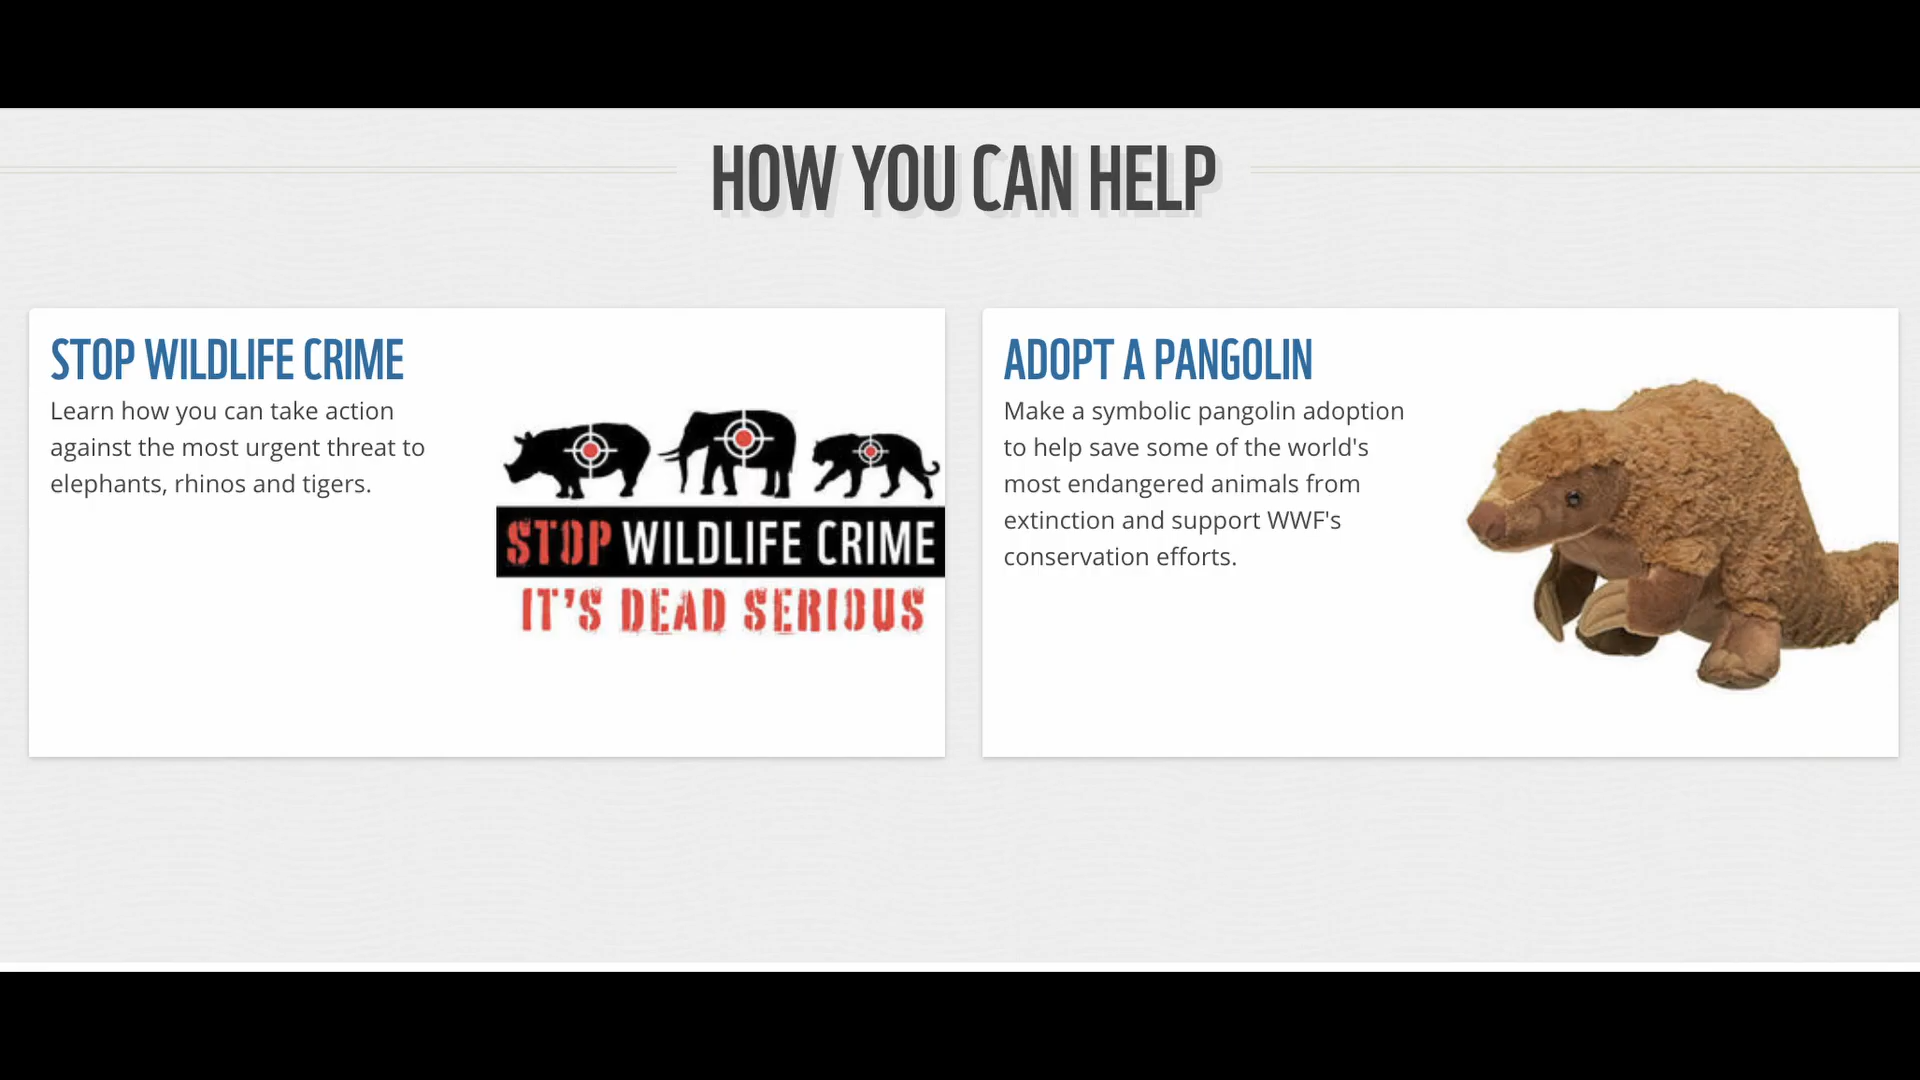 HOW YOU CAN HELP
STOP WILDLIFE CRIME
Learn how you can take action
against the most urgent threat to
elephants, rhinos and tigers.
STOP WILDLIFE CRIME
IT'S DEAD SERIOUS
ADOPT A PANGOLIN
Make a symbolic pangolin adoption
to help save some of the world's
most endangered animals from
extinction and support WWF's
conservation efforts.